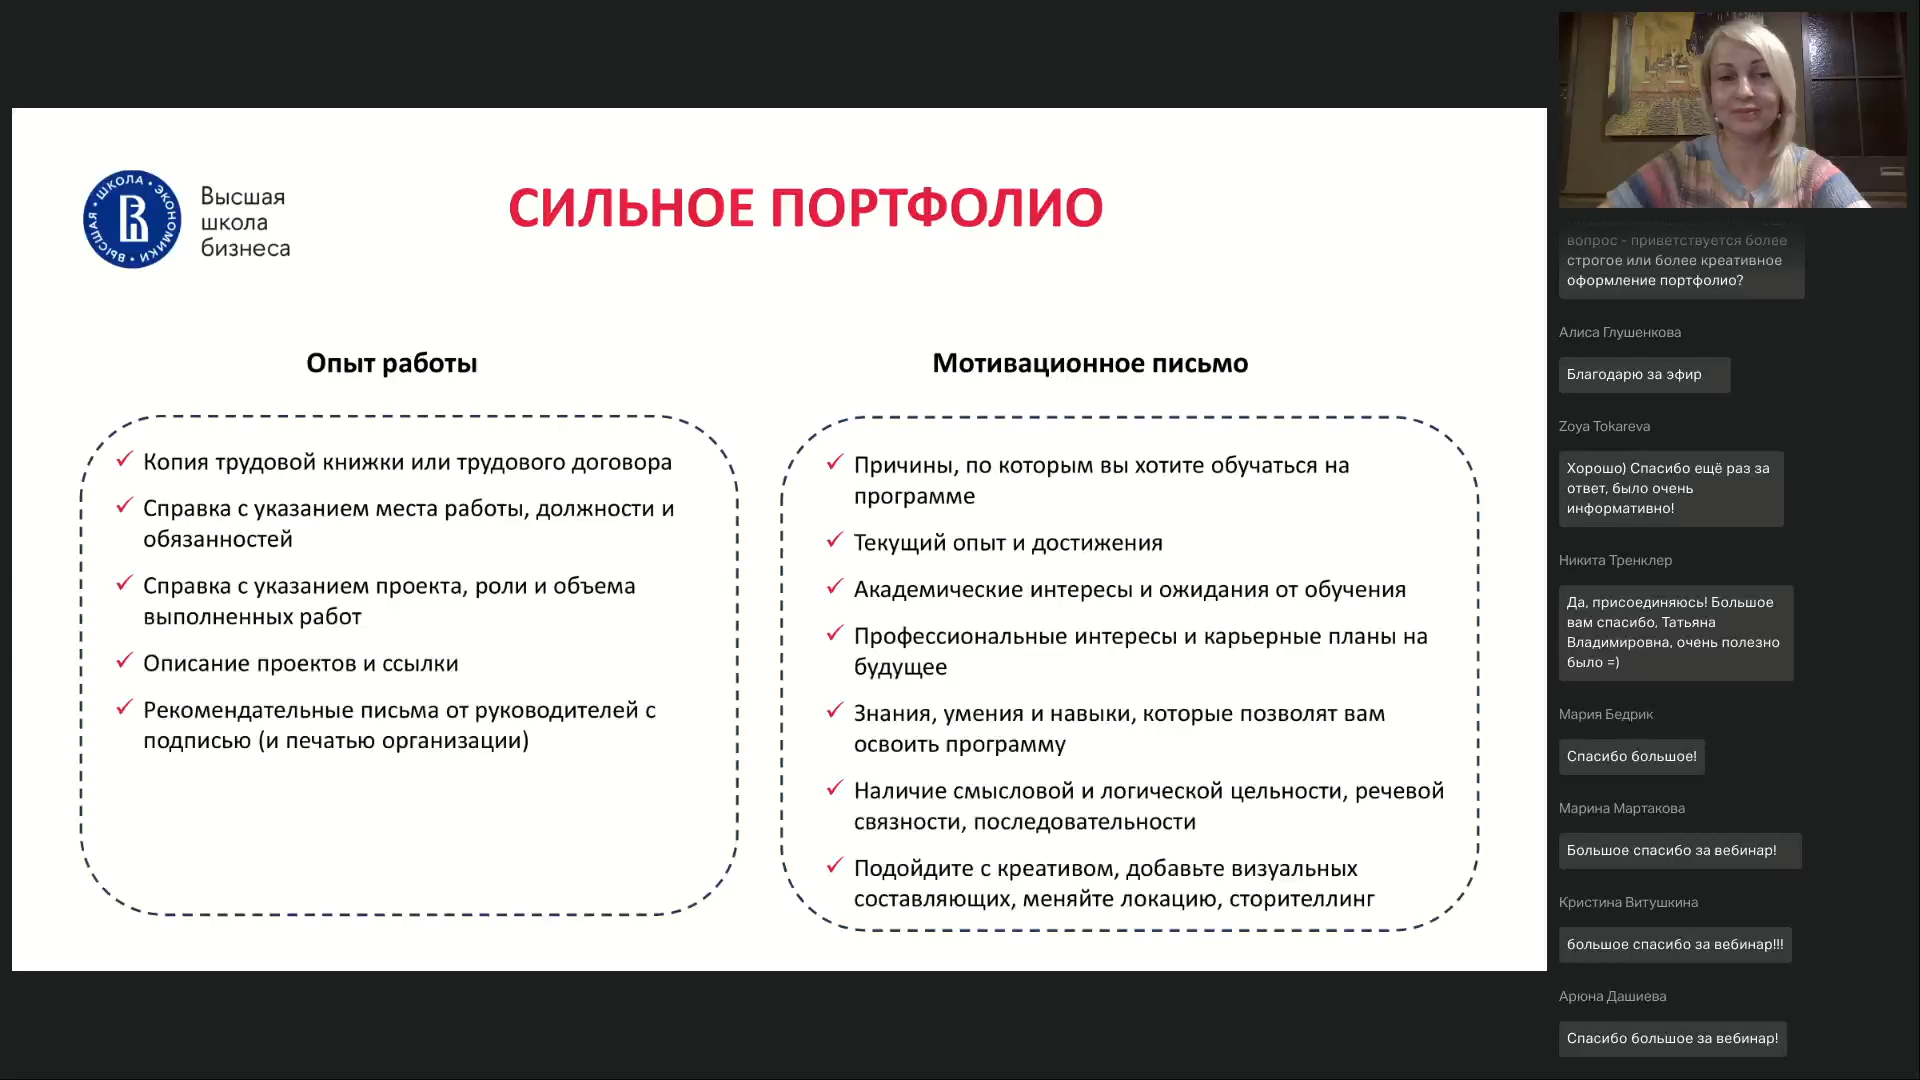 ВЫСШАЯ • ШКОЛА • ЭКОНОМИКИ •
Высшая
школа
бизнеса
СИЛЬНОЕ ПОРТФОЛИО
Опыт работы
Копия трудовой книжки или трудового договора
Справка с указанием места работы, должности и
обязанностей
Справка с указанием проекта, роли и объема
выполненных работ
Описание проектов и ссылки
Рекомендательные письма от руководителей с
подписью (и печатью организации)
Мотивационное письмо
Причины, по которым вы хотите обучаться на
программе
Текущий опыт и достижения
Академические интересы и ожидания от обучения
Профессиональные интересы и карьерные планы на
будущее
Знания, умения и навыки, которые позволят вам
освоить программу
Наличие смысловой и логической цельности, речевой
связности, последовательности
Подойдите с креативом, добавьте визуальных
составляющих, меняйте локацию, сторителлинг
вопрос - приветствуется более
строгое или более креативное
оформление портфолио?
Алиса Глушенкова
Благодарю за эфир
Zoya Tokareva
Хорошо) Спасибо ещё раз за
ответ, было очень
информативно!
Никита Тренклер
Да, присоединяюсь! Большое
вам спасибо, Татьяна
Владимировна, очень полезно
было =)
Мария Бедрик
Спасибо большое!
Марина Мартакова
Большое спасибо за вебинар!
Кристина Витушкина
большое спасибо за вебинар!!!
Арюна Дашиева
Спасибо большое за вебинар!